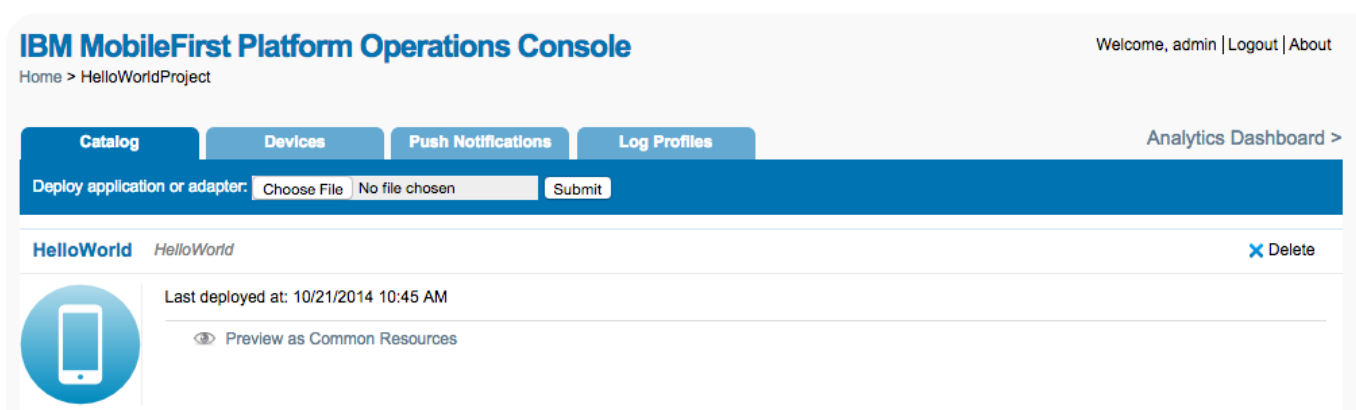 IBM MobileFirst Platform Operations Console
Welcome, admin | Logout | About
Home > HelloWorldProject
Catalog Devices Push Notifications Log Profiles Analytics Dashboard >
Deploy application or adapter: Choose File No file chosen Submit
HelloWorld HelloWorld Delete
Last deployed at: 10/21/2014 10:45 AM
Preview as Common Resources